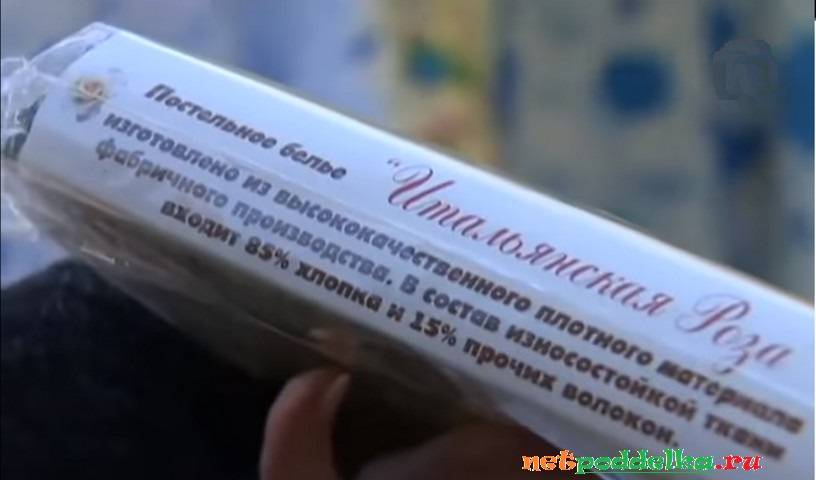 Постельное белье "Итальянская Роза
изготовлено из высококачественного плотного материала
фабричного производства. В состав износостойкой ткани
входит 85% хлопка и 15% прочих волокон.
netpoddelka.ru